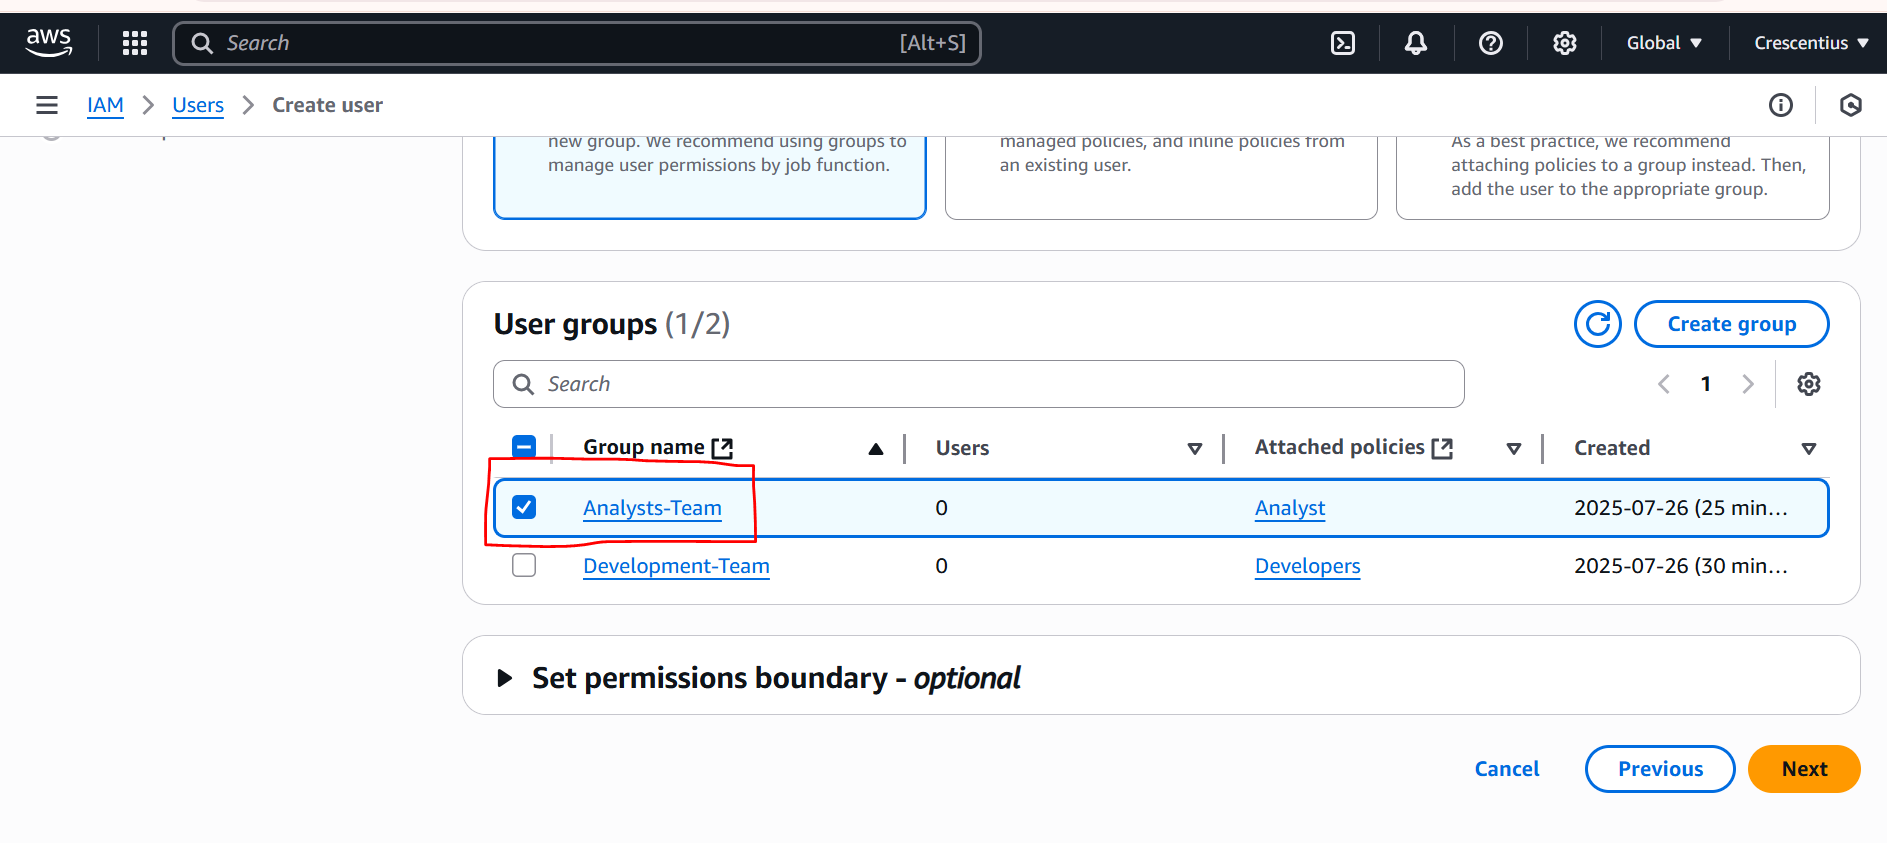 aws Search [Alt+S] Global Crescentius
IAM Users Create user
new group. We recommend using groups to
manage user permissions by job function.
managed policies, and inline policies from
an existing user.
As a best practice, we recommend
attaching policies to a group instead. Then,
add the user to the appropriate group.
User groups (1/2) Create group
Search 1
Group name Users Attached policies Created
Analysts-Team 0 Analyst 2025-07-26 (25 min...
Development-Team 0 Developers 2025-07-26 (30 min...
Set permissions boundary - optional
Cancel Previous Next